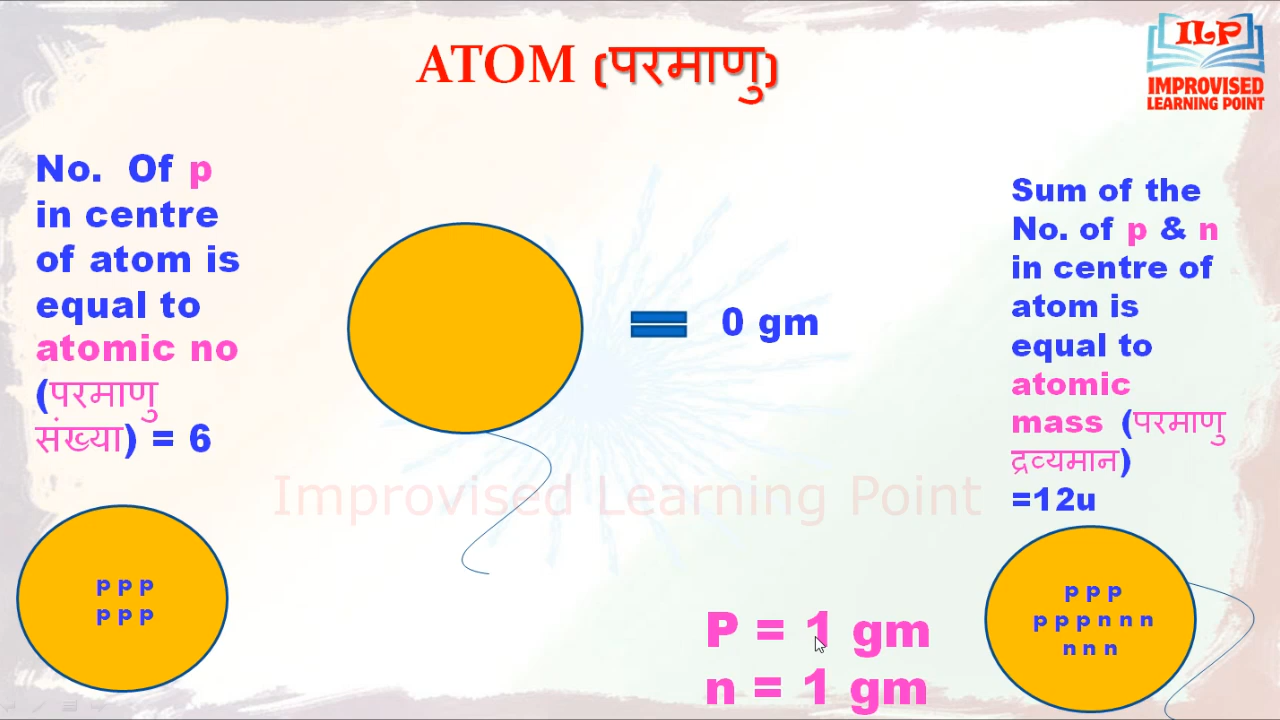 ATOM (परमाणु)
ILP
IMPROVISED
LEARNING POINT
No. Of p
in centre
of atom is
equal to
atomic no
(परमाणु
संख्या) = 6
p p p
p p p
= 0 gm
Improvised Learning Point
P = 1 gm
n = 1 gm
Sum of the
No. of p & n
in centre of
atom is
equal to
atomic
mass (परमाणु
द्रव्यमान)
=12u
p p p
p p p n n n
n n n